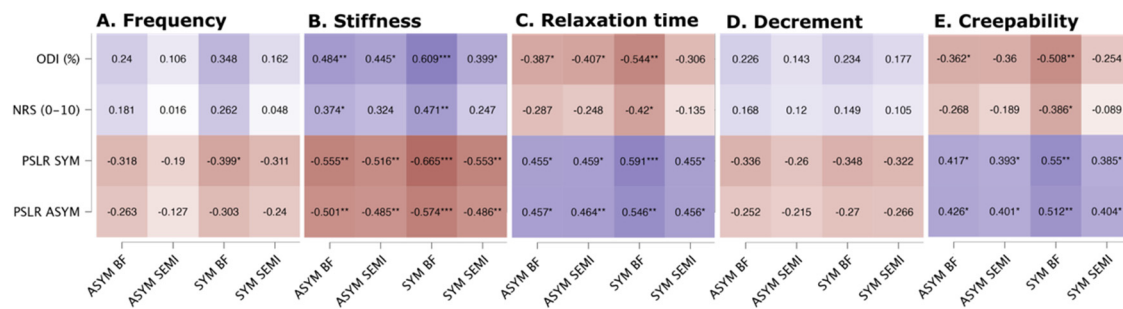 A. Frequency B. Stiffness C. Relaxation time D. Decrement E. Creepability
ODI (%) 0.24 0.106 0.348 0.162 0.484** 0.445* 0.609*** 0.399* -0.387* -0.407* -0.544** -0.306 0.226 0.143 0.234 0.177 -0.362* -0.36 -0.508** -0.254
NRS (0–10) 0.181 0.016 0.262 0.048 0.374* 0.324 0.471** 0.247 -0.287 -0.248 -0.42* -0.135 0.168 0.12 0.149 0.105 -0.268 -0.189 -0.386* -0.089
PSLR SYM -0.318 -0.19 -0.399* -0.311 -0.555** -0.516** -0.665*** -0.553** 0.455* 0.459* 0.591*** 0.455* -0.336 -0.26 -0.348 -0.322 0.417* 0.393* 0.55** 0.385*
PSLR ASYM -0.263 -0.127 -0.303 -0.24 -0.501** -0.485** -0.574*** -0.486** 0.457* 0.464** 0.546** 0.456* -0.252 -0.215 -0.27 -0.266 0.426* 0.401* 0.512** 0.404*
ASYM BF ASYM SEMI SYM BF SYM SEMI ASYM BF ASYM SEMI SYM BF SYM SEMI ASYM BF ASYM SEMI SYM BF SYM SEMI ASYM BF ASYM SEMI SYM BF SYM SEMI ASYM BF ASYM SEMI SYM BF SYM SEMI